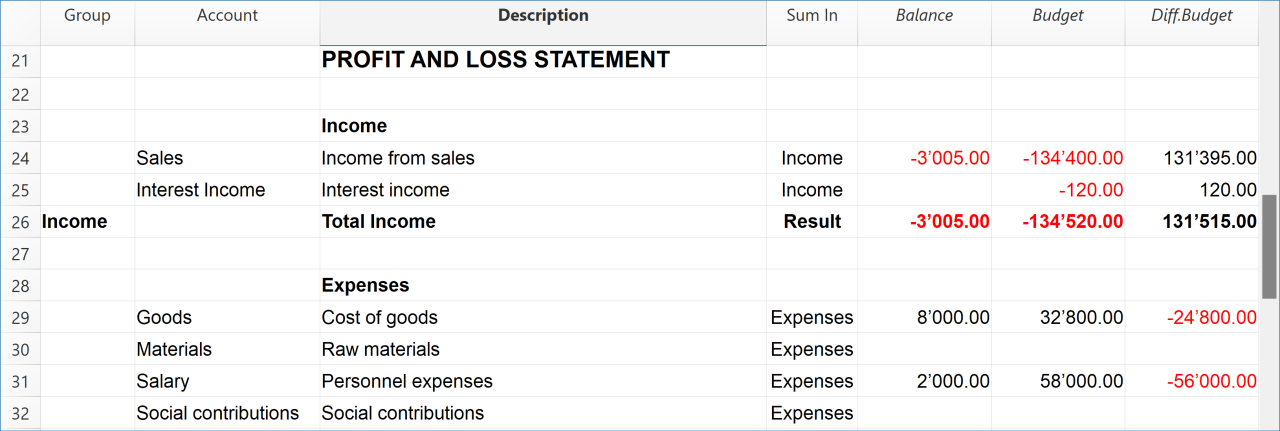 Group Account Description Sum In Balance Budget Diff.Budget
21 PROFIT AND LOSS STATEMENT
22
23 Income
24 Sales Income from sales Income -3’005.00 -134’400.00 131’395.00
25 Interest Income Interest income Income -120.00 120.00
26 Income Total Income Result -3’005.00 -134’520.00 131’515.00
27
28 Expenses
29 Goods Cost of goods Expenses 8’000.00 32’800.00 -24’800.00
30 Materials Raw materials Expenses
31 Salary Personnel expenses Expenses 2’000.00 58’000.00 -56’000.00
32 Social contributions Social contributions Expenses